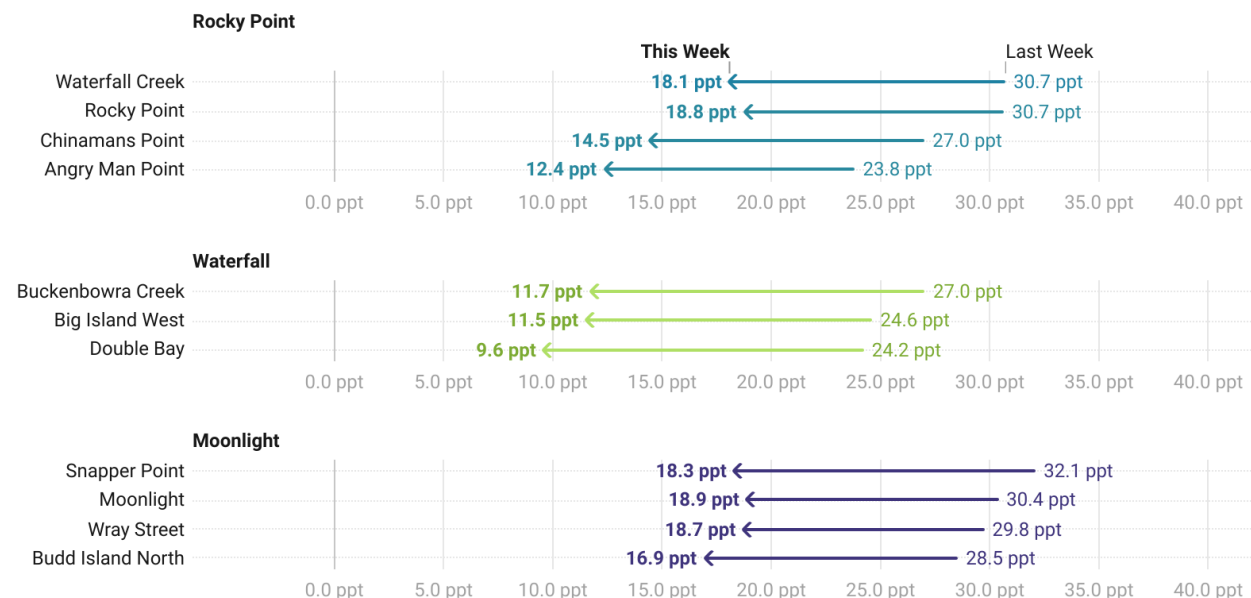 Rocky Point
This Week Last Week
Waterfall Creek 18.1 ppt 30.7 ppt
Rocky Point 18.8 ppt 30.7 ppt
Chinamans Point 14.5 ppt 27.0 ppt
Angry Man Point 12.4 ppt 23.8 ppt
0.0 ppt 5.0 ppt 10.0 ppt 15.0 ppt 20.0 ppt 25.0 ppt 30.0 ppt 35.0 ppt 40.0 ppt
Waterfall
Buckenbowra Creek 11.7 ppt 27.0 ppt
Big Island West 11.5 ppt 24.6 ppt
Double Bay 9.6 ppt 24.2 ppt
0.0 ppt 5.0 ppt 10.0 ppt 15.0 ppt 20.0 ppt 25.0 ppt 30.0 ppt 35.0 ppt 40.0 ppt
Moonlight
Snapper Point 18.3 ppt 32.1 ppt
Moonlight 18.9 ppt 30.4 ppt
Wray Street 18.7 ppt 29.8 ppt
Budd Island North 16.9 ppt 28.5 ppt
0.0 ppt 5.0 ppt 10.0 ppt 15.0 ppt 20.0 ppt 25.0 ppt 30.0 ppt 35.0 ppt 40.0 ppt